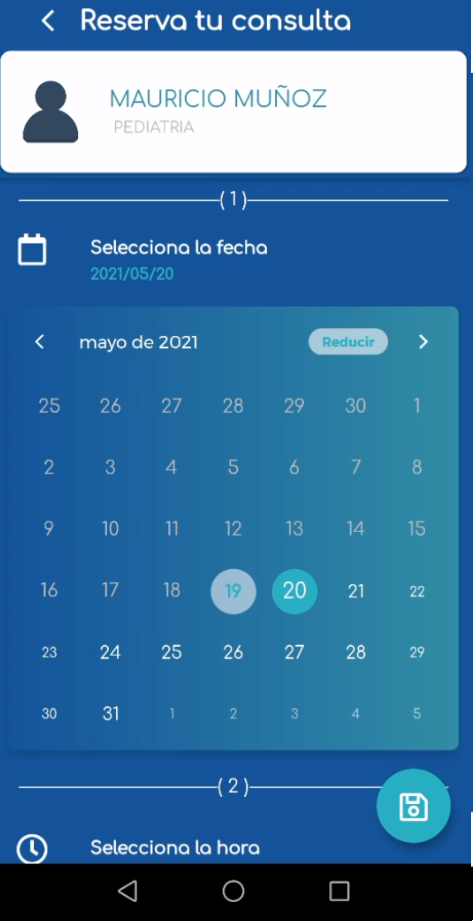 Reserva tu consulta
MAURICIO MUÑOZ
PEDIATRIA
(1)
Selecciona la fecha
2021/05/20
mayo de 2021 Reducir
25 26 27 28 29 30 1
2 3 4 5 6 7 8
9 10 11 12 13 14 15
16 17 18 19 20 21 22
23 24 25 26 27 28 29
30 31 1 2 3 4 5
(2)
Selecciona la hora